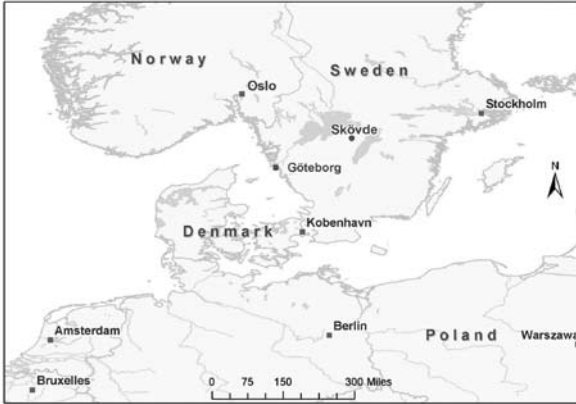 Norway
Sweden
Oslo
Stockholm
Skövde
Göteborg
N
Kobenhavn
Denmark
Berlin
Amsterdam
Poland
Warszawa
Bruxelles
0 75 150 300 Miles